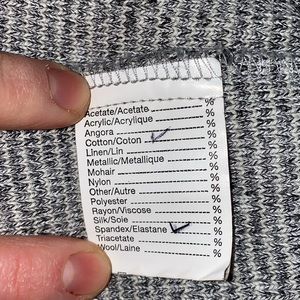 Acetate/Acetate ........ %
Acrylic/Acrylique ........ %
Angora ........ %
Cotton/Coton ........ %
Linen/Lin ........ %
Metallic/Metallique ........ %
Mohair ........ %
Nylon ........ %
Other/Autre ........ %
Polyester ........ %
Rayon/Viscose ........ %
Silk/Soie ........ %
Spandex/Elastane ........ %
Triacetate ........ %
Wool/Laine ........ %